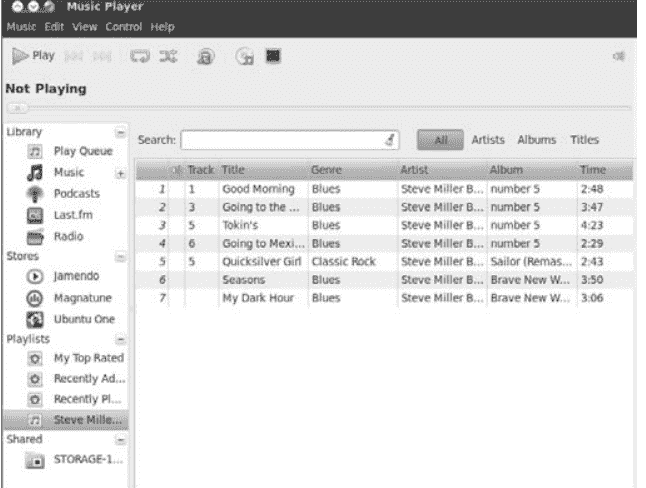 Music Player
Music Edit View Control Help
Play
Not Playing
Library
Play Queue
Music
Podcasts
Last.fm
Radio
Stores
Jamendo
Magnatune
Ubuntu One
Playlists
My Top Rated
Recently Ad...
Recently Pl...
Steve Mille...
Shared
STORAGE-1...
Search: All Artists Albums Titles
Track Title Genre Artist Album Time
1 1 Good Morning Blues Steve Miller B... number 5 2:48
2 3 Going to the ... Blues Steve Miller B... number 5 3:47
3 5 Tokin's Blues Steve Miller B... number 5 4:23
4 6 Going to Mexi... Blues Steve Miller B... number 5 2:29
5 5 Quicksilver Girl Classic Rock Steve Miller B... Sailor (Remas... 2:43
6 Seasons Blues Steve Miller B... Brave New W... 3:50
7 My Dark Hour Blues Steve Miller B... Brave New W... 3:06